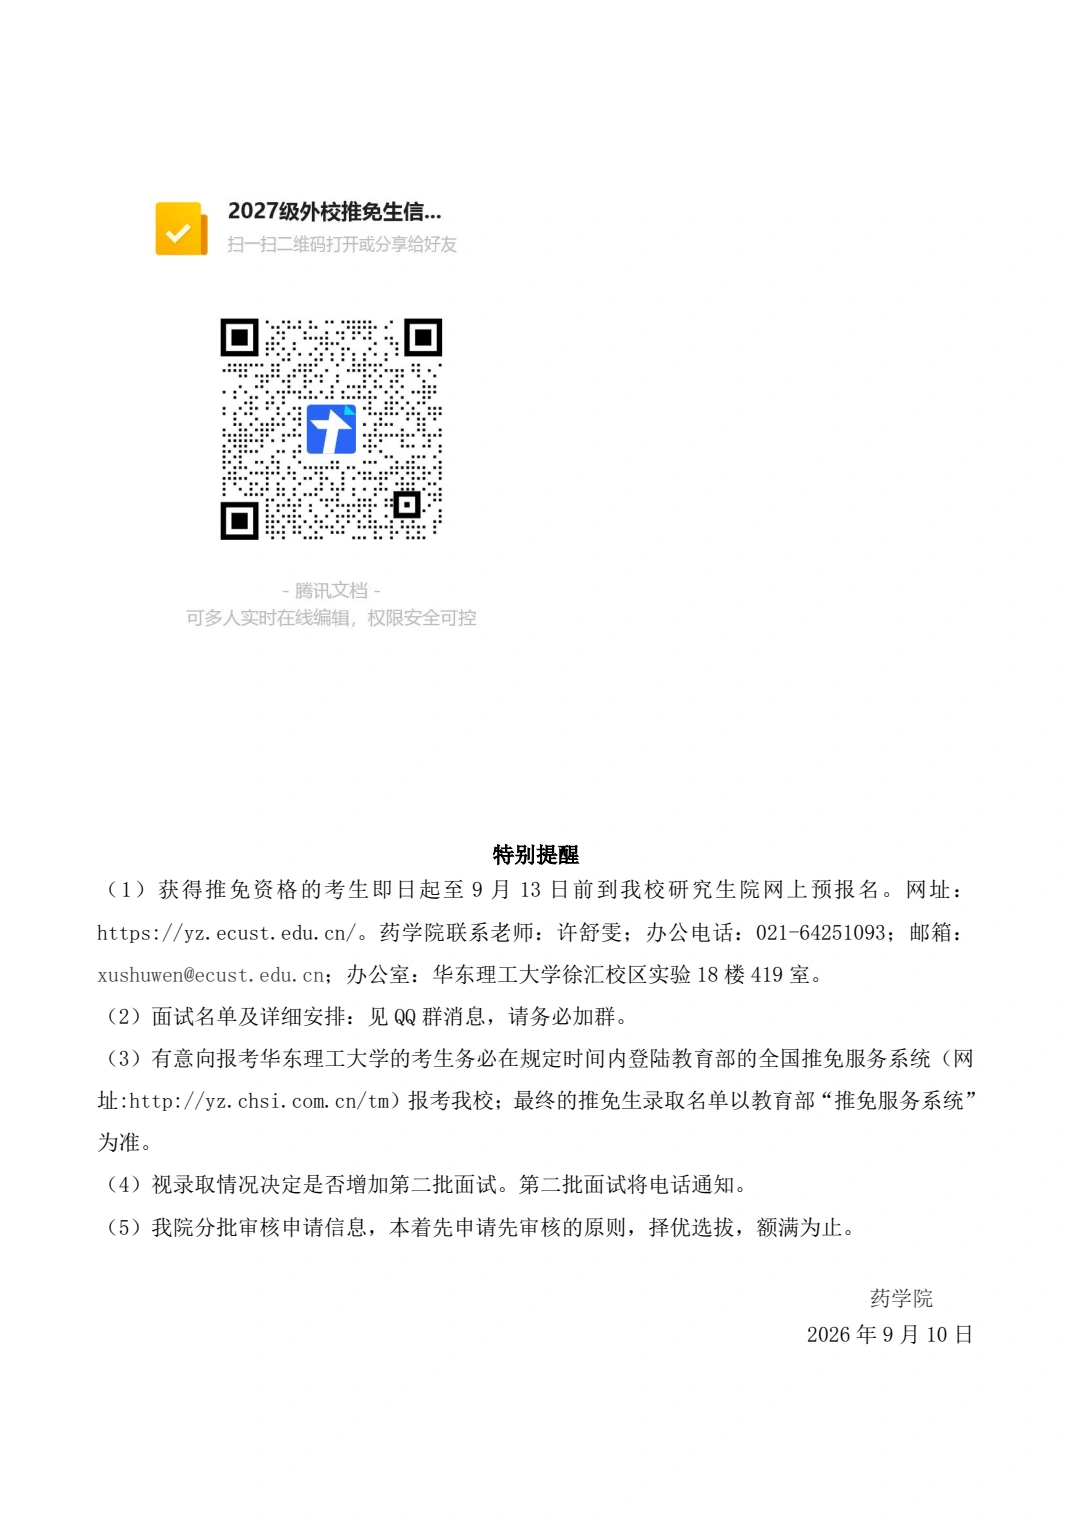 2027级外校推免生信...
扫一扫二维码打开或分享给好友
- 腾讯文档 -
可多人实时在线编辑，权限安全可控
特别提醒
（1）获得推免资格的考生即日起至 9 月 13 日前到我校研究生院网上预报名。网址：
https://yz.ecust.edu.cn/。药学院联系老师：许舒雯；办公电话：021-64251093；邮箱：
xushuwen@ecust.edu.cn；办公室：华东理工大学徐汇校区实验 18 楼 419 室。
（2）面试名单及详细安排：见 QQ 群消息，请务必加群。
（3）有意向报考华东理工大学的考生务必在规定时间内登陆教育部的全国推免服务系统（网
址:http://yz.chsi.com.cn/tm）报考我校；最终的推免生录取名单以教育部“推免服务系统”
为准。
（4）视录取情况决定是否增加第二批面试。第二批面试将电话通知。
（5）我院分批审核申请信息，本着先申请先审核的原则，择优选拔，额满为止。
药学院
2026 年 9 月 10 日